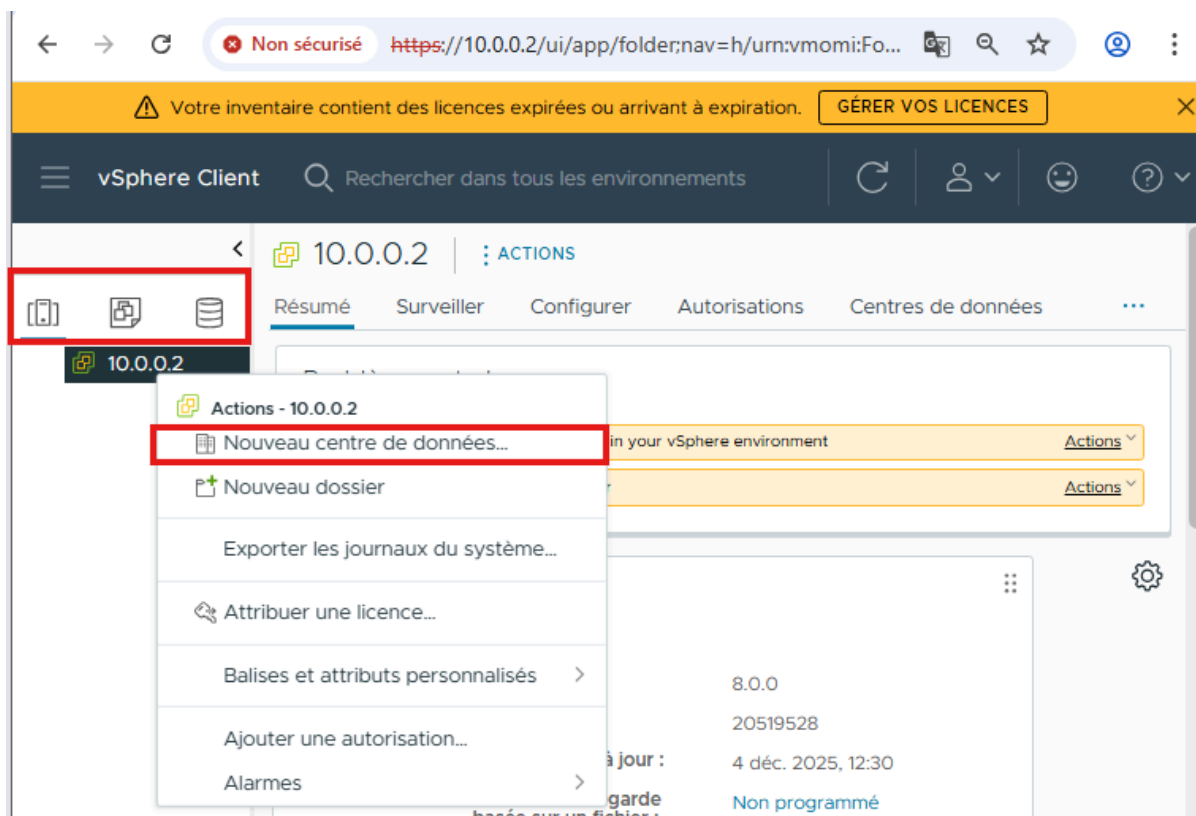 Non sécurisé https://10.0.0.2/ui/app/folder;nav=h/urn:vmomi:Fo...
Votre inventaire contient des licences expirées ou arrivant à expiration. GÉRER VOS LICENCES
vSphere Client Rechercher dans tous les environnements
10.0.0.2 ACTIONS
Résumé Surveiller Configurer Autorisations Centres de données ...
10.0.0.2
Actions - 10.0.0.2
Nouveau centre de données...
in your vSphere environment Actions
Nouveau dossier
Actions
Exporter les journaux du système...
Attribuer une licence...
Balises et attributs personnalisés
8.0.0
20519528
Ajouter une autorisation...
à jour : 4 déc. 2025, 12:30
Alarmes
garde Non programmé
basée sur un fichier :